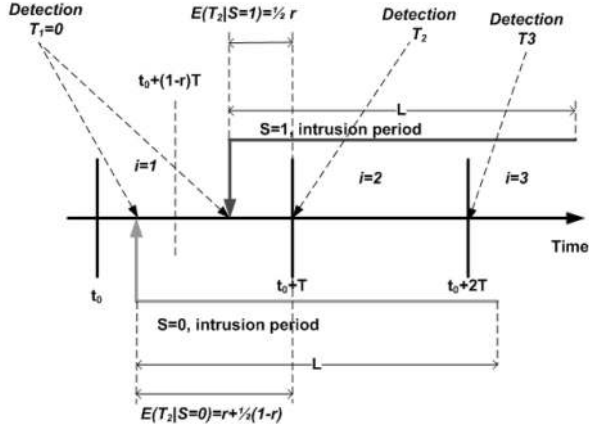 Detection
T₁=0
E(T₂|S=1)=½ r
Detection
T₂
Detection
T3
t₀+(1-r)T
L
S=1, intrusion period
i=1
i=2
i=3
Time
t₀
t₀+T
t₀+2T
S=0, intrusion period
L
E(T₂|S=0)=r+½(1-r)